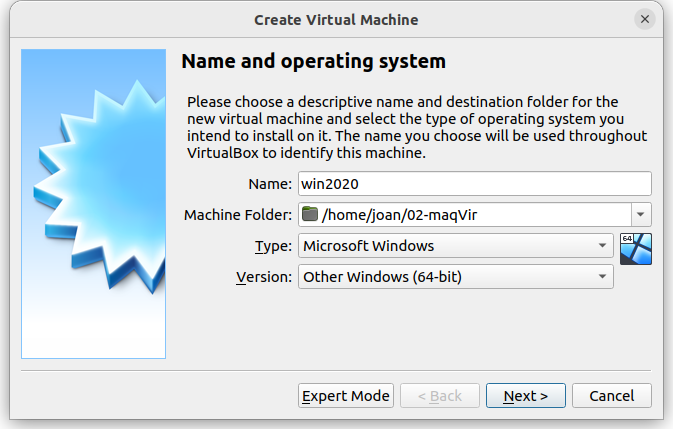 Create Virtual Machine
Name and operating system
Please choose a descriptive name and destination folder for the
new virtual machine and select the type of operating system you
intend to install on it. The name you choose will be used throughout
VirtualBox to identify this machine.
Name: win2020
Machine Folder: /home/joan/02-maqVir
Type: Microsoft Windows 64
Version: Other Windows (64-bit)
Expert Mode < Back Next > Cancel